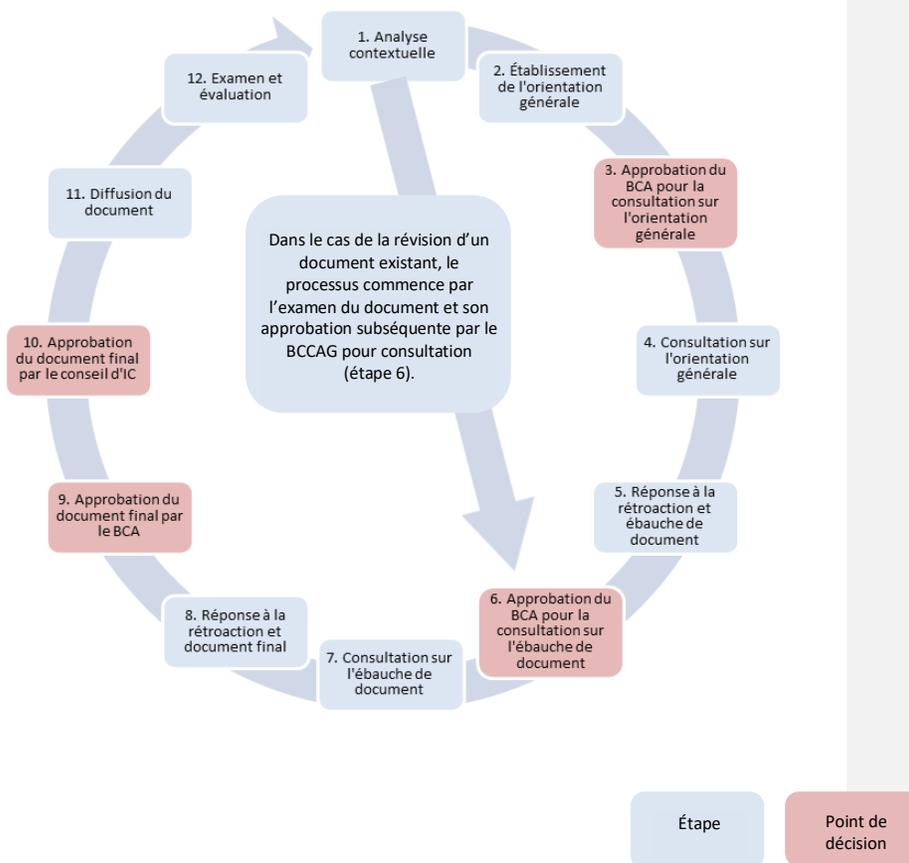 1. Analyse
contextuelle
2. Établissement
de l'orientation
générale
3. Approbation du
BCA pour la
consultation sur
l'orientation
générale
4. Consultation sur
l'orientation
générale
5. Réponse à la
rétroaction et
ébauche de
document
6. Approbation du
BCA pour la
consultation sur
l'ébauche de
document
7. Consultation sur
l'ébauche de
document
8. Réponse à la
rétroaction et
document final
9. Approbation du
document final par
le BCA
10. Approbation
du document final
par le conseil d'IC
11. Diffusion du
document
12. Examen et
évaluation
Dans le cas de la révision d’un
document existant, le
processus commence par
l’examen du document et son
approbation subséquente par le
BCCAG pour consultation
(étape 6).
Étape
Point de
décision